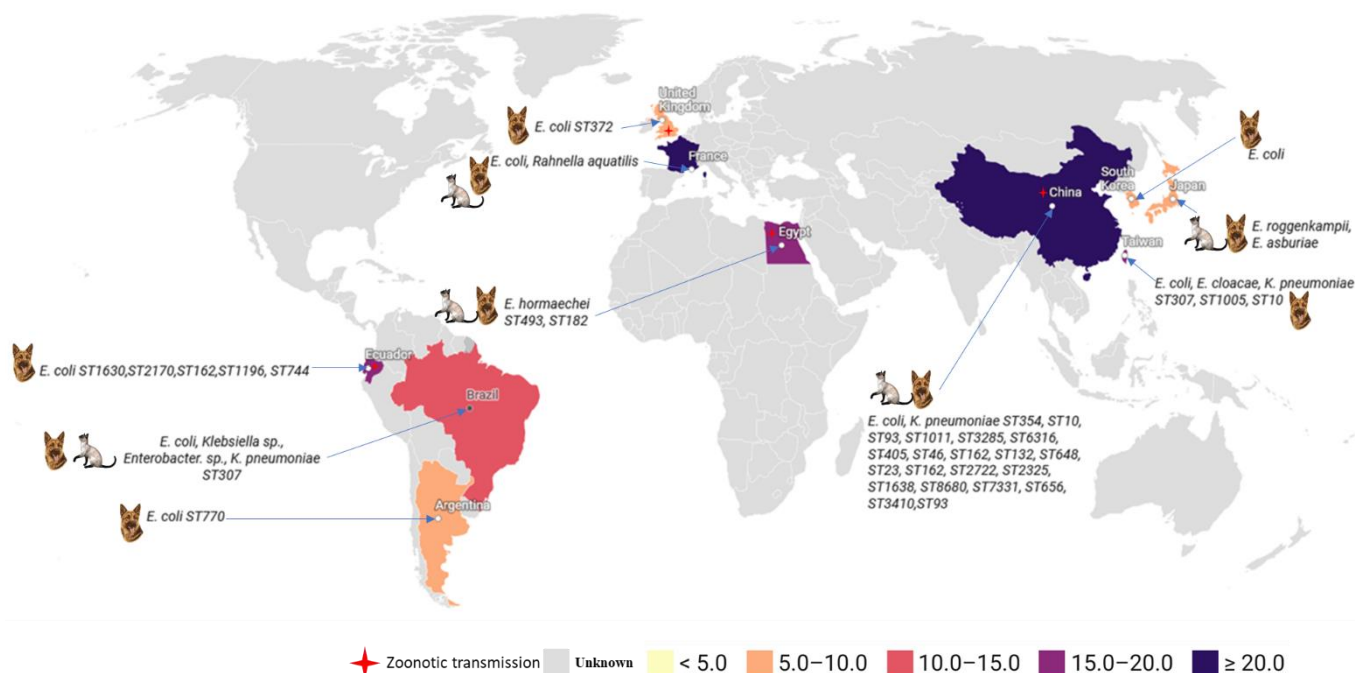 United
Kingdom
E. coli ST372
E. coli, Rahnella aquatilis
France
E. coli
South
Korea
Japan
China
E. roggenkampii,
E. asburiae
Egypt
Taiwan
E. coli, E. cloacae, K. pneumoniae
ST307, ST1005, ST10
E. hormaechei
ST493, ST182
Ecuador
E. coli ST1630,ST2170,ST162,ST1196, ST744
Brazil
E. coli, Klebsiella sp.,
Enterobacter. sp., K. pneumoniae
ST307
E. coli, K. pneumoniae ST354, ST10,
ST93, ST1011, ST3285, ST6316,
ST405, ST46, ST162, ST132, ST648,
ST23, ST162, ST2722, ST2325,
ST1638, ST8680, ST7331, ST656,
ST3410,ST93
Argentina
E. coli ST770
Zoonotic transmission Unknown < 5.0 5.0–10.0 10.0–15.0 15.0–20.0 ≥ 20.0